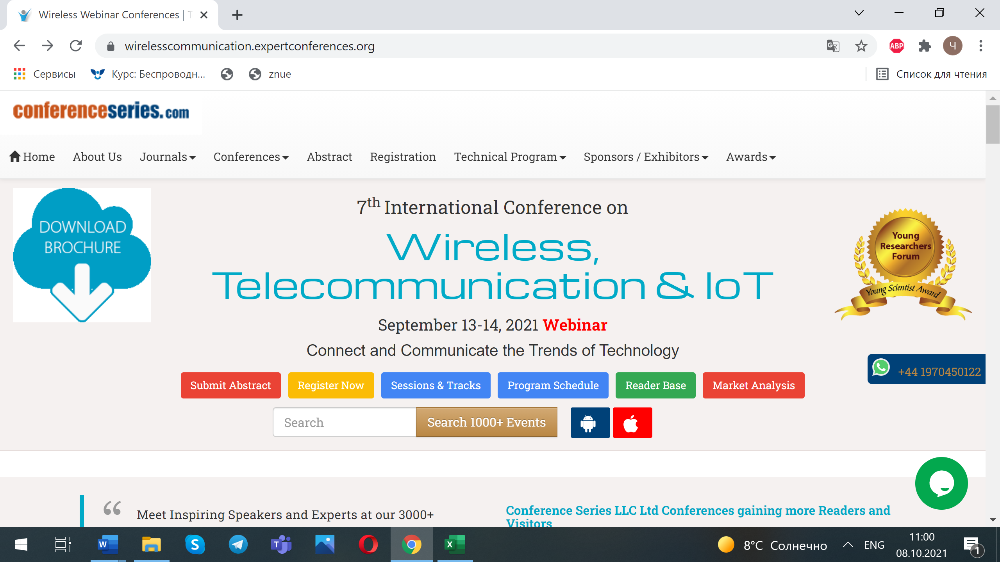 Wireless Webinar Conferences | T
wirelesscommunication.expertconferences.org
ABP
Ч
Сервисы
Курс: Беспроводн...
znue
Список для чтения
conferenceseries.com
Home
About Us
Journals
Conferences
Abstract
Registration
Technical Program
Sponsors / Exhibitors
Awards
DOWNLOAD
BROCHURE
7th International Conference on
Wireless,
Telecommunication & IoT
September 13-14, 2021 Webinar
Connect and Communicate the Trends of Technology
Young
Researchers
Forum
Young Scientist Award
+44 1970450122
Submit Abstract
Register Now
Sessions & Tracks
Program Schedule
Reader Base
Market Analysis
Search
Search 1000+ Events
“ Meet Inspiring Speakers and Experts at our 3000+
Conference Series LLC Ltd Conferences gaining more Readers and
Visitors
8°C Солнечно
ENG
11:00
08.10.2021
1